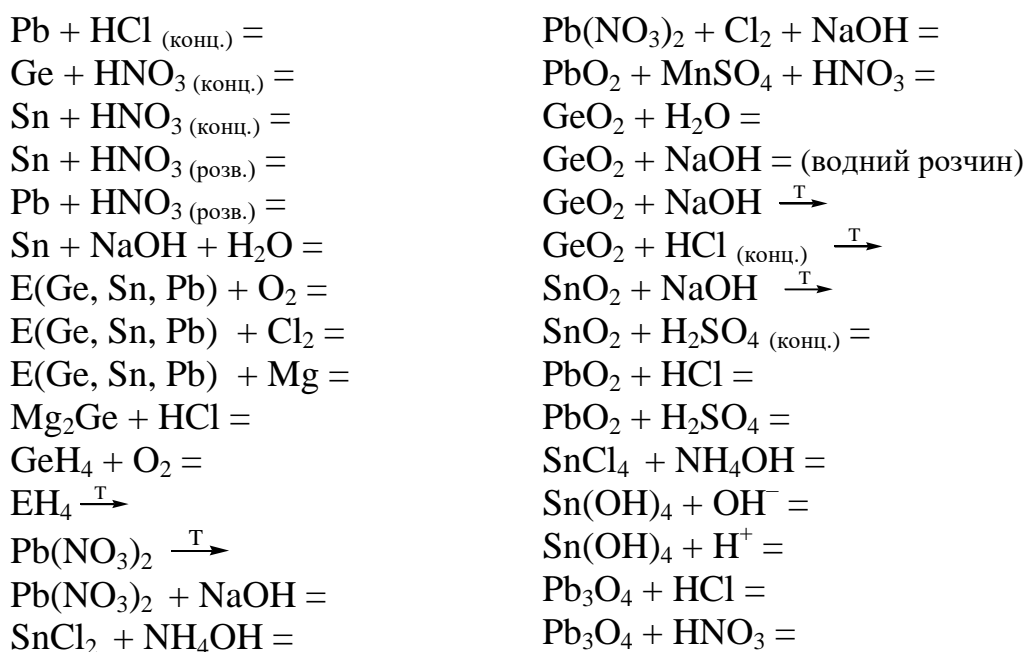 Pb + HCl (конц.) =
Ge + HNO₃ (конц.) =
Sn + HNO₃ (конц.) =
Sn + HNO₃ (розв.) =
Pb + HNO₃ (розв.) =
Sn + NaOH + H₂O =
E(Ge, Sn, Pb) + O₂ =
E(Ge, Sn, Pb) + Cl₂ =
E(Ge, Sn, Pb) + Mg =
Mg₂Ge + HCl =
GeH₄ + O₂ =
EH₄ —T→
Pb(NO₃)₂ —T→
Pb(NO₃)₂ + NaOH =
SnCl₂ + NH₄OH =
Pb(NO₃)₂ + Cl₂ + NaOH =
PbO₂ + MnSO₄ + HNO₃ =
GeO₂ + H₂O =
GeO₂ + NaOH = (водний розчин)
GeO₂ + NaOH —T→
GeO₂ + HCl (конц.) —T→
SnO₂ + NaOH —T→
SnO₂ + H₂SO₄ (конц.) =
PbO₂ + HCl =
PbO₂ + H₂SO₄ =
SnCl₄ + NH₄OH =
Sn(OH)₄ + OH⁻ =
Sn(OH)₄ + H⁺ =
Pb₃O₄ + HCl =
Pb₃O₄ + HNO₃ =